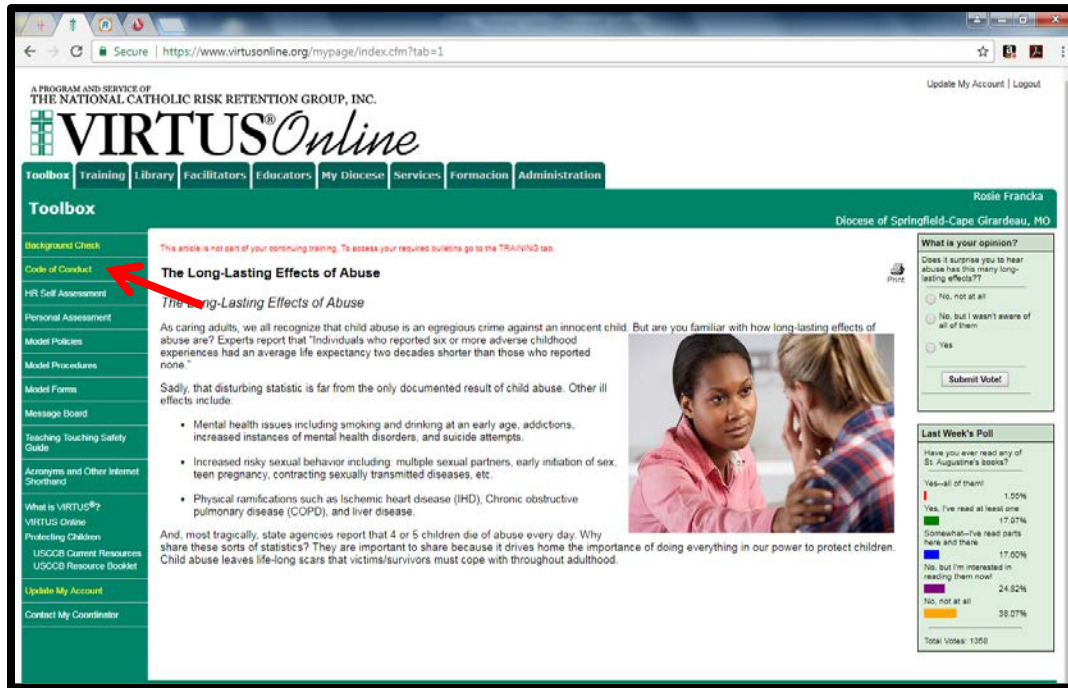 Secure | https://www.virtusonline.org/mypage/index.cfm?tab=1
Update My Account | Logout
A PROGRAM AND SERVICE OF
THE NATIONAL CATHOLIC RISK RETENTION GROUP, INC.
VIRTUS® Online
Toolbox Training Library Facilitators Educators My Diocese Services Formacion Administration
Toolbox
Rosie Francka
Diocese of Springfield-Cape Girardeau, MO
Background Check
Code of Conduct
HR Self Assessment
Personal Assessment
Model Policies
Model Procedures
Model Forms
Message Board
Teaching Touching Safety
Guide
Acronyms and Other Internet
Shorthand
What is VIRTUS®?
VIRTUS Online
Protecting Children
USCCB Current Resources
USCCB Resource Booklet
Update My Account
Contact My Coordinator
This article is not part of your continuing training. To access your required bulletins go to the TRAINING tab.
The Long-Lasting Effects of Abuse
Print
The Long-Lasting Effects of Abuse
As caring adults, we all recognize that child abuse is an egregious crime against an innocent child. But are you familiar with how long-lasting effects of
abuse are? Experts report that "Individuals who reported six or more adverse childhood
experiences had an average life expectancy two decades shorter than those who reported
none."
Sadly, that disturbing statistic is far from the only documented result of child abuse. Other ill
effects include:
• Mental health issues including smoking and drinking at an early age, addictions,
increased instances of mental health disorders, and suicide attempts.
• Increased risky sexual behavior including: multiple sexual partners, early initiation of sex,
teen pregnancy, contracting sexually transmitted diseases, etc.
• Physical ramifications such as Ischemic heart disease (IHD), Chronic obstructive
pulmonary disease (COPD), and liver disease.
And, most tragically, state agencies report that 4 or 5 children die of abuse every day. Why
share these sorts of statistics? They are important to share because it drives home the importance of doing everything in our power to protect children.
Child abuse leaves life-long scars that victims/survivors must cope with throughout adulthood.
What is your opinion?
Does it surprise you to hear
abuse has this many long-
lasting effects??
No, not at all
No, but I wasn't aware of
all of them
Yes
Submit Vote!
Last Week's Poll
Have you ever read any of
St. Augustine's books?
Yes--all of them!
1.55%
Yes, I've read at least one
17.97%
Somewhat--I've read parts
here and there
17.60%
No, but I'm interested in
reading them now!
24.82%
No, not at all
38.07%
Total Votes: 1358